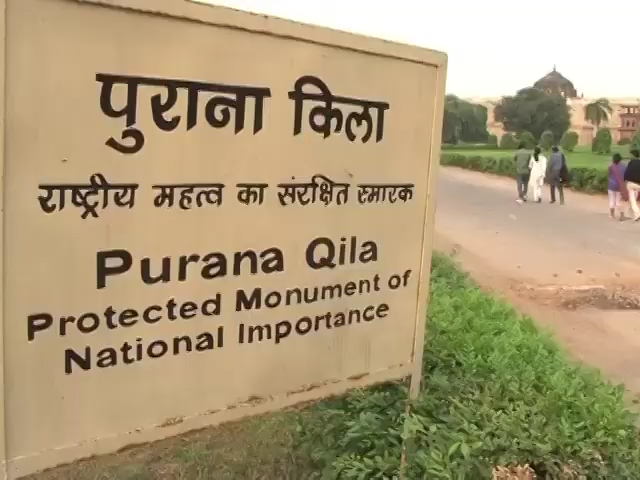 पुराना किला
राष्ट्रीय महत्व का संरक्षित स्मारक
Purana Qila
Protected Monument of
National Importance